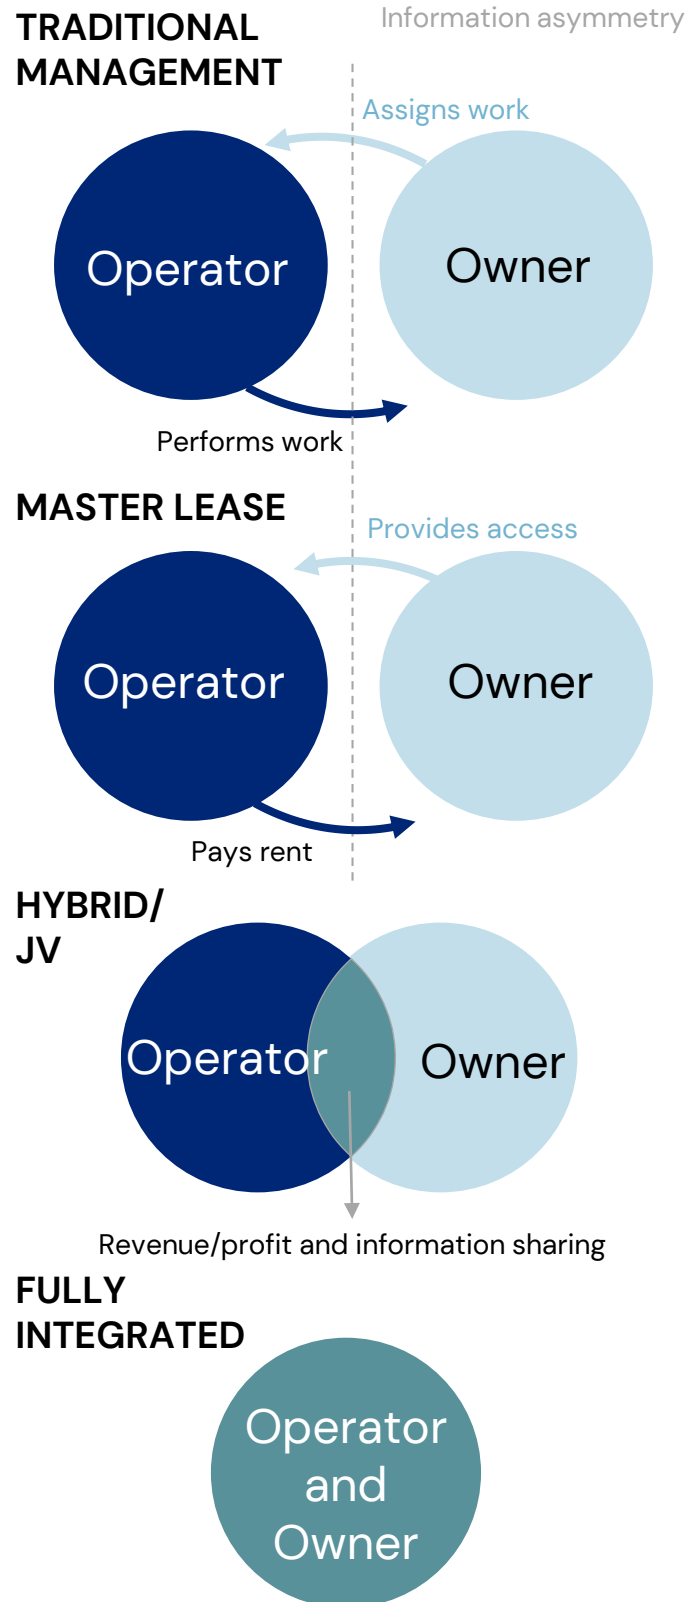 TRADITIONAL
MANAGEMENT
Information asymmetry
Assigns work
Operator
Owner
Performs work
MASTER LEASE
Provides access
Operator
Owner
Pays rent
HYBRID/
JV
Operator
Owner
Revenue/profit and information sharing
FULLY
INTEGRATED
Operator
and
Owner